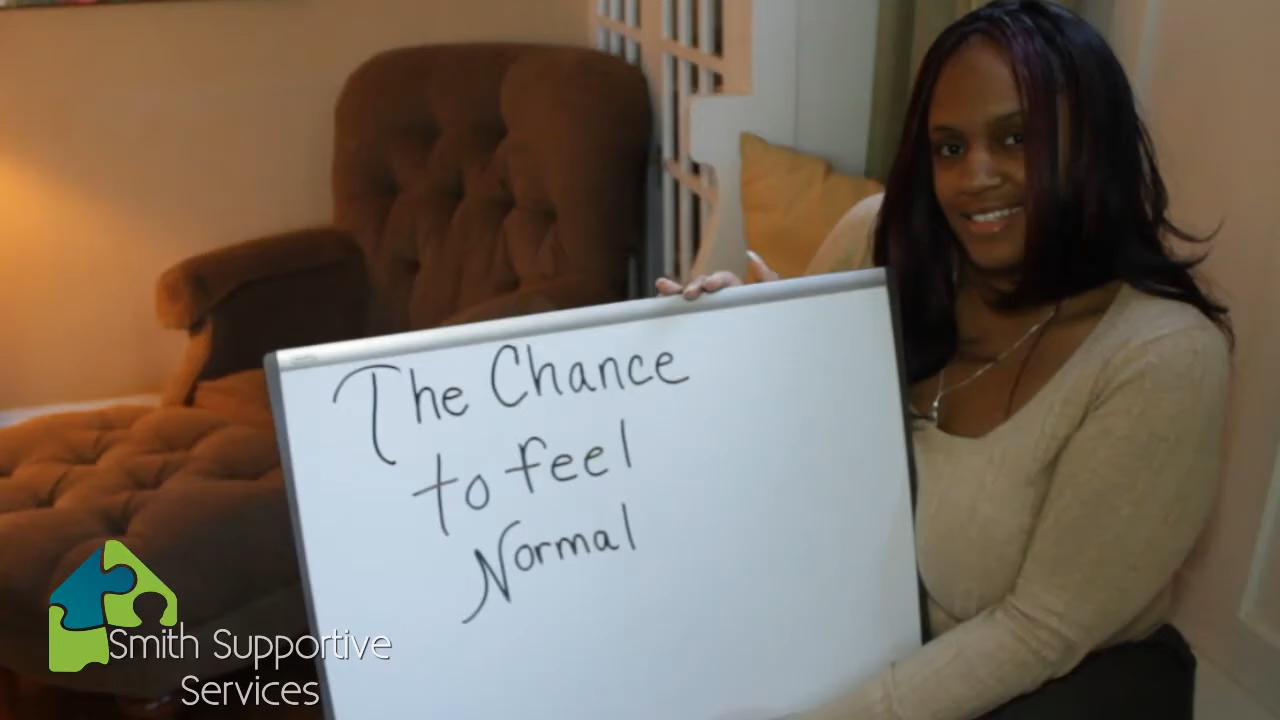 The Chance
to feel
Normal
Smith Supportive
Services